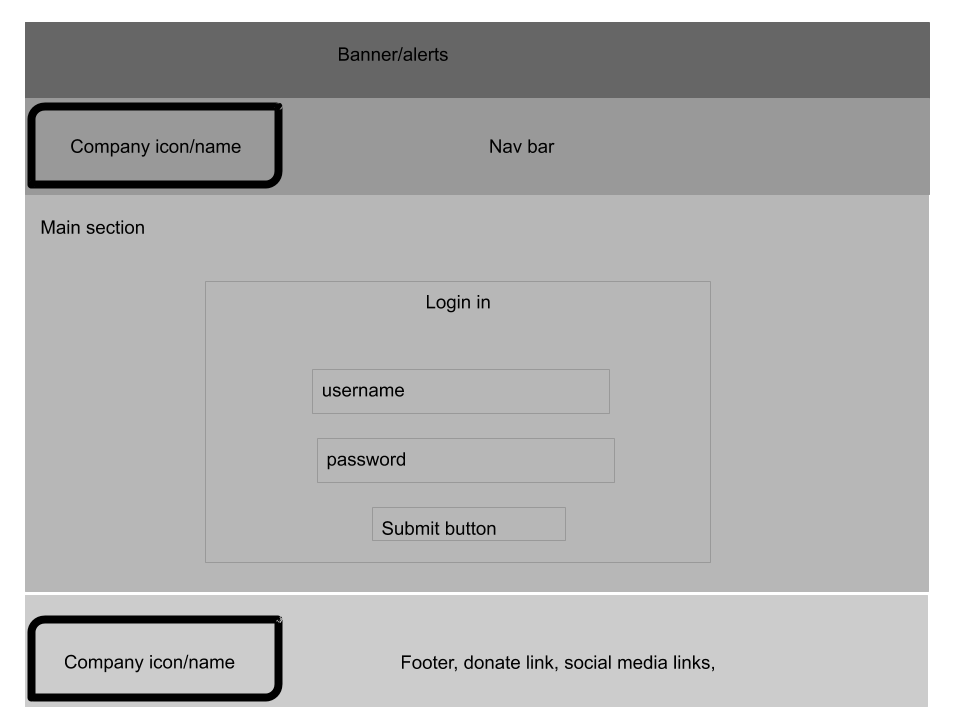 Banner/alerts
Company icon/name
Nav bar
Main section
Login in
username
password
Submit button
Company icon/name
Footer, donate link, social media links,